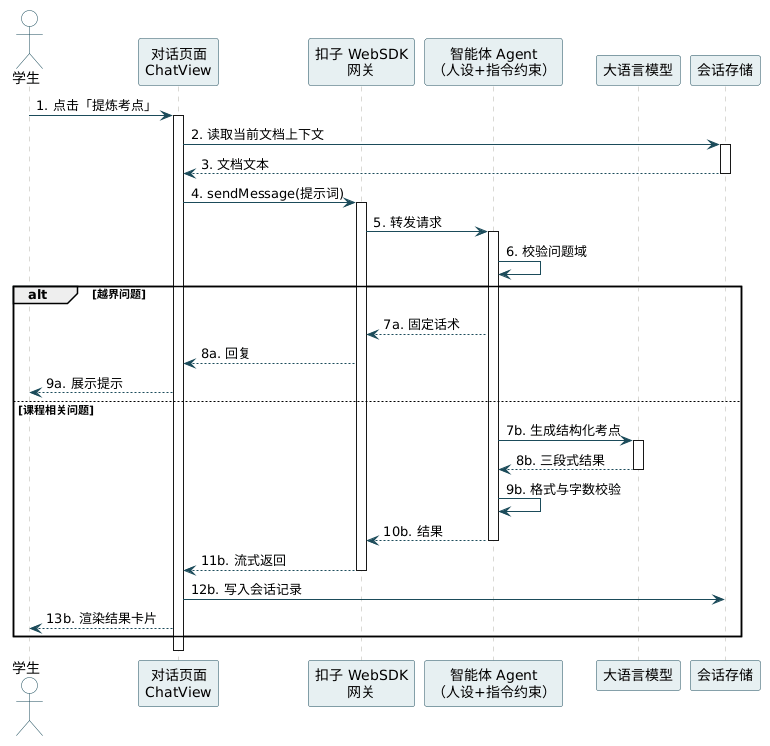 学生
对话页面
ChatView
扣子 WebSDK
网关
智能体 Agent
（人设+指令约束）
大语言模型
会话存储
1. 点击「提炼考点」
2. 读取当前文档上下文
3. 文档文本
4. sendMessage(提示词)
5. 转发请求
6. 校验问题域
alt [越界问题]
7a. 固定话术
8a. 回复
9a. 展示提示
[课程相关问题]
7b. 生成结构化考点
8b. 三段式结果
9b. 格式与字数校验
10b. 结果
11b. 流式返回
12b. 写入会话记录
13b. 渲染结果卡片
学生
对话页面
ChatView
扣子 WebSDK
网关
智能体 Agent
（人设+指令约束）
大语言模型
会话存储